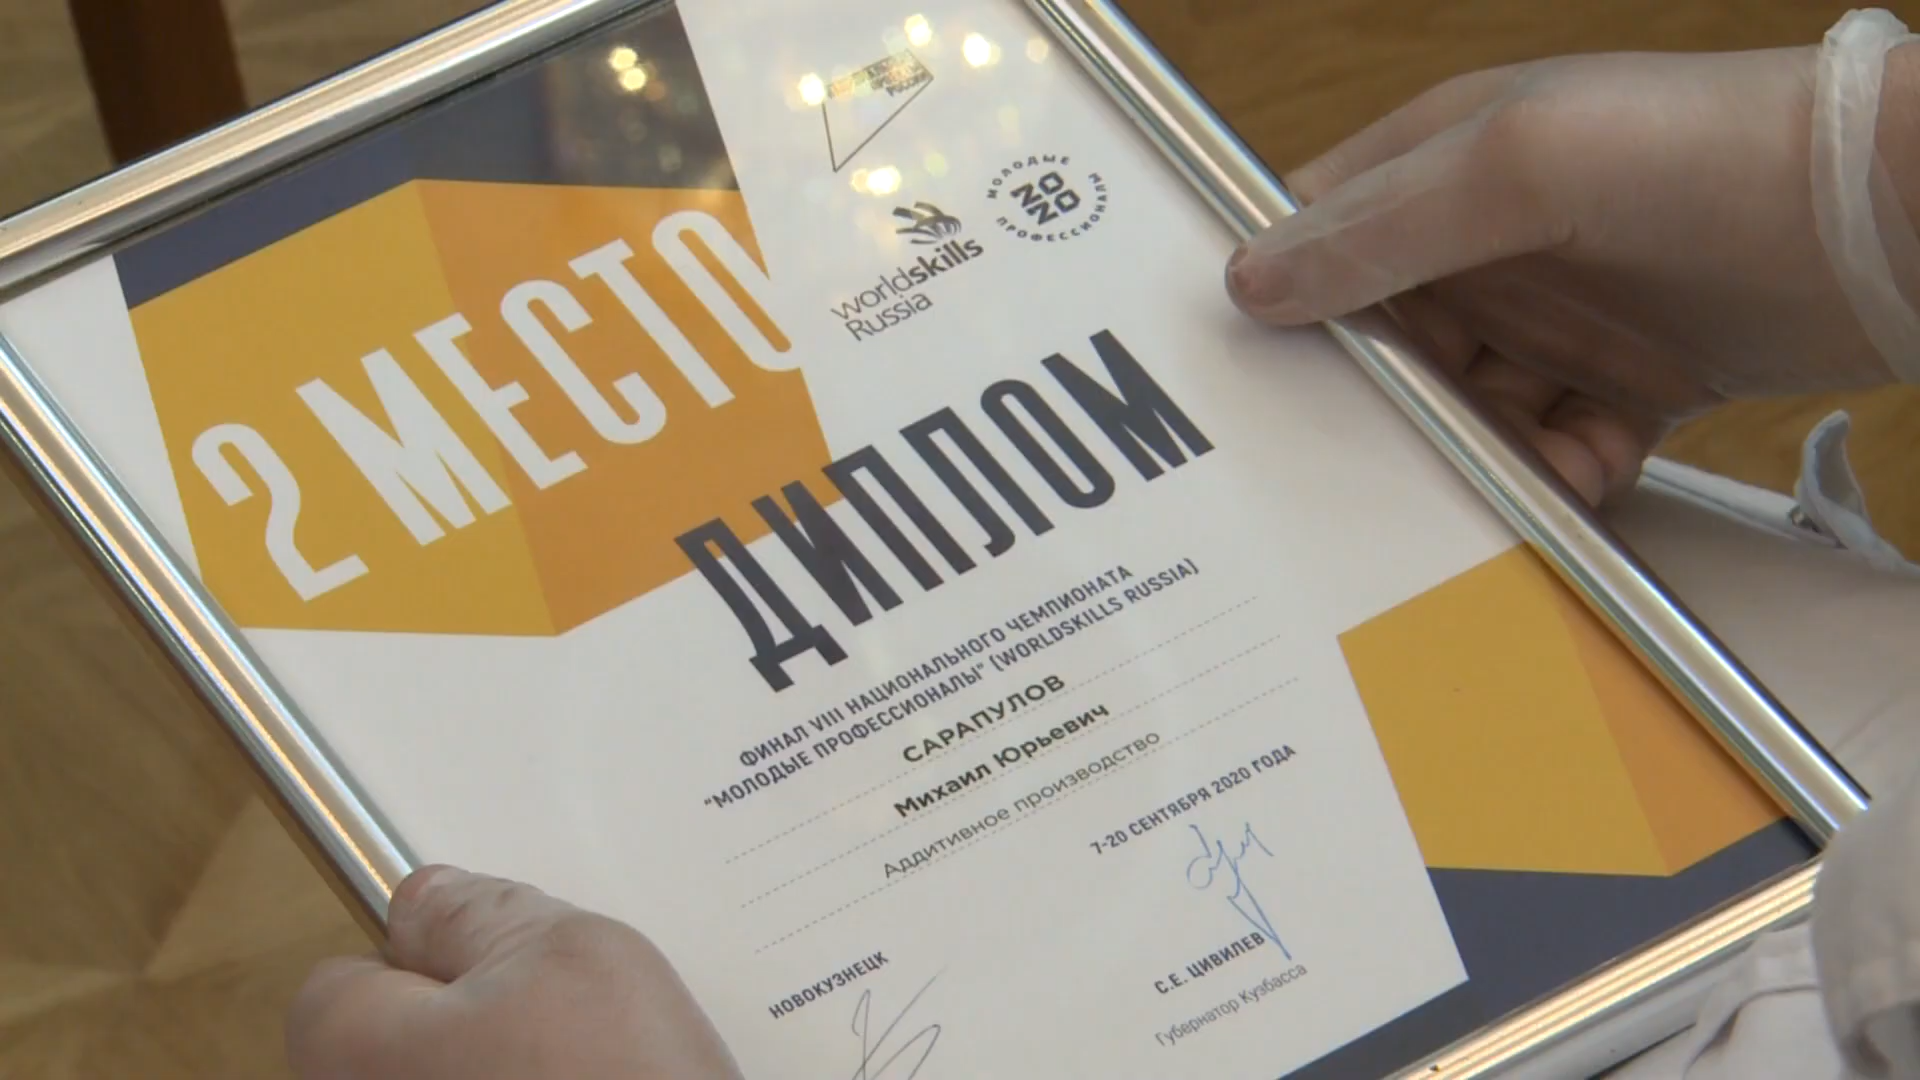 2 МЕСТО
РОССИИ
МОЛОДЫЕ ПРОФЕССИОНАЛЫ
2020
worldskills
Russia
ДИПЛОМ
ФИНАЛ VIII НАЦИОНАЛЬНОГО ЧЕМПИОНАТА
"МОЛОДЫЕ ПРОФЕССИОНАЛЫ" (WORLDSKILLS RUSSIA)
САРАПУЛОВ
Михаил Юрьевич
Аддитивное производство
7-20 СЕНТЯБРЯ 2020 ГОДА
НОВОКУЗНЕЦК
С.Е. ЦИВИЛЕВ
Губернатор Кузбасса